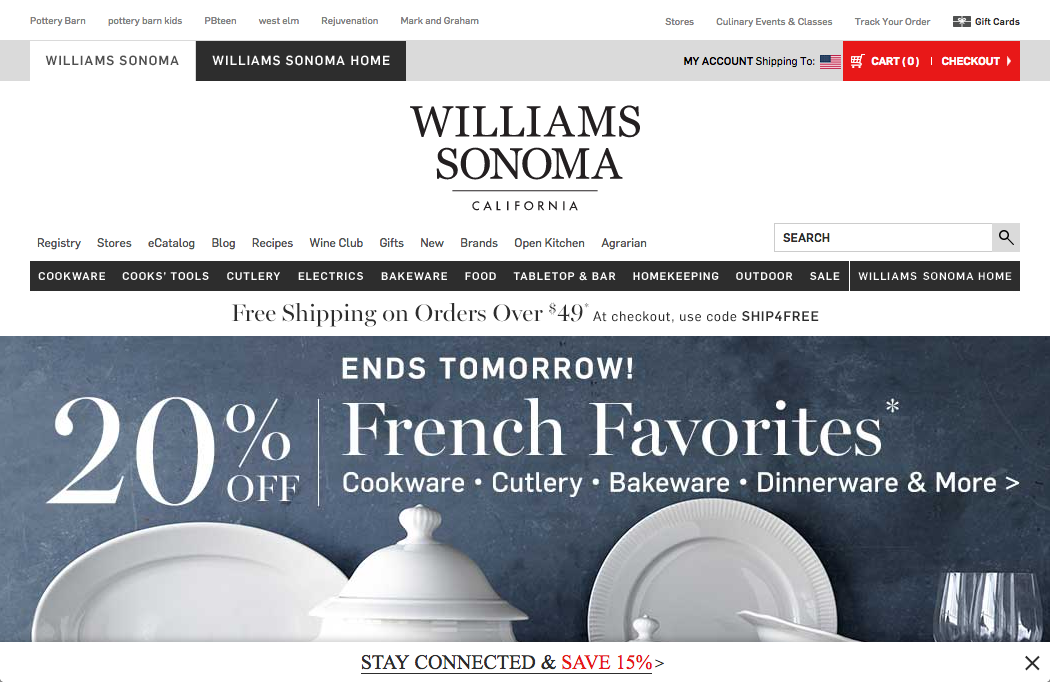 Pottery Barn pottery barn kids PBteen west elm Rejuvenation Mark and Graham Stores Culinary Events & Classes Track Your Order Gift Cards
WILLIAMS SONOMA WILLIAMS SONOMA HOME MY ACCOUNT Shipping To: CART ( 0 ) | CHECKOUT
WILLIAMS
SONOMA
CALIFORNIA
Registry Stores eCatalog Blog Recipes Wine Club Gifts New Brands Open Kitchen Agrarian SEARCH
COOKWARE COOKS' TOOLS CUTLERY ELECTRICS BAKEWARE FOOD TABLETOP & BAR HOMEKEEPING OUTDOOR SALE WILLIAMS SONOMA HOME
Free Shipping on Orders Over $49* At checkout, use code SHIP4FREE
ENDS TOMORROW!
20% OFF French Favorites*
Cookware • Cutlery • Bakeware • Dinnerware & More >
STAY CONNECTED & SAVE 15% >